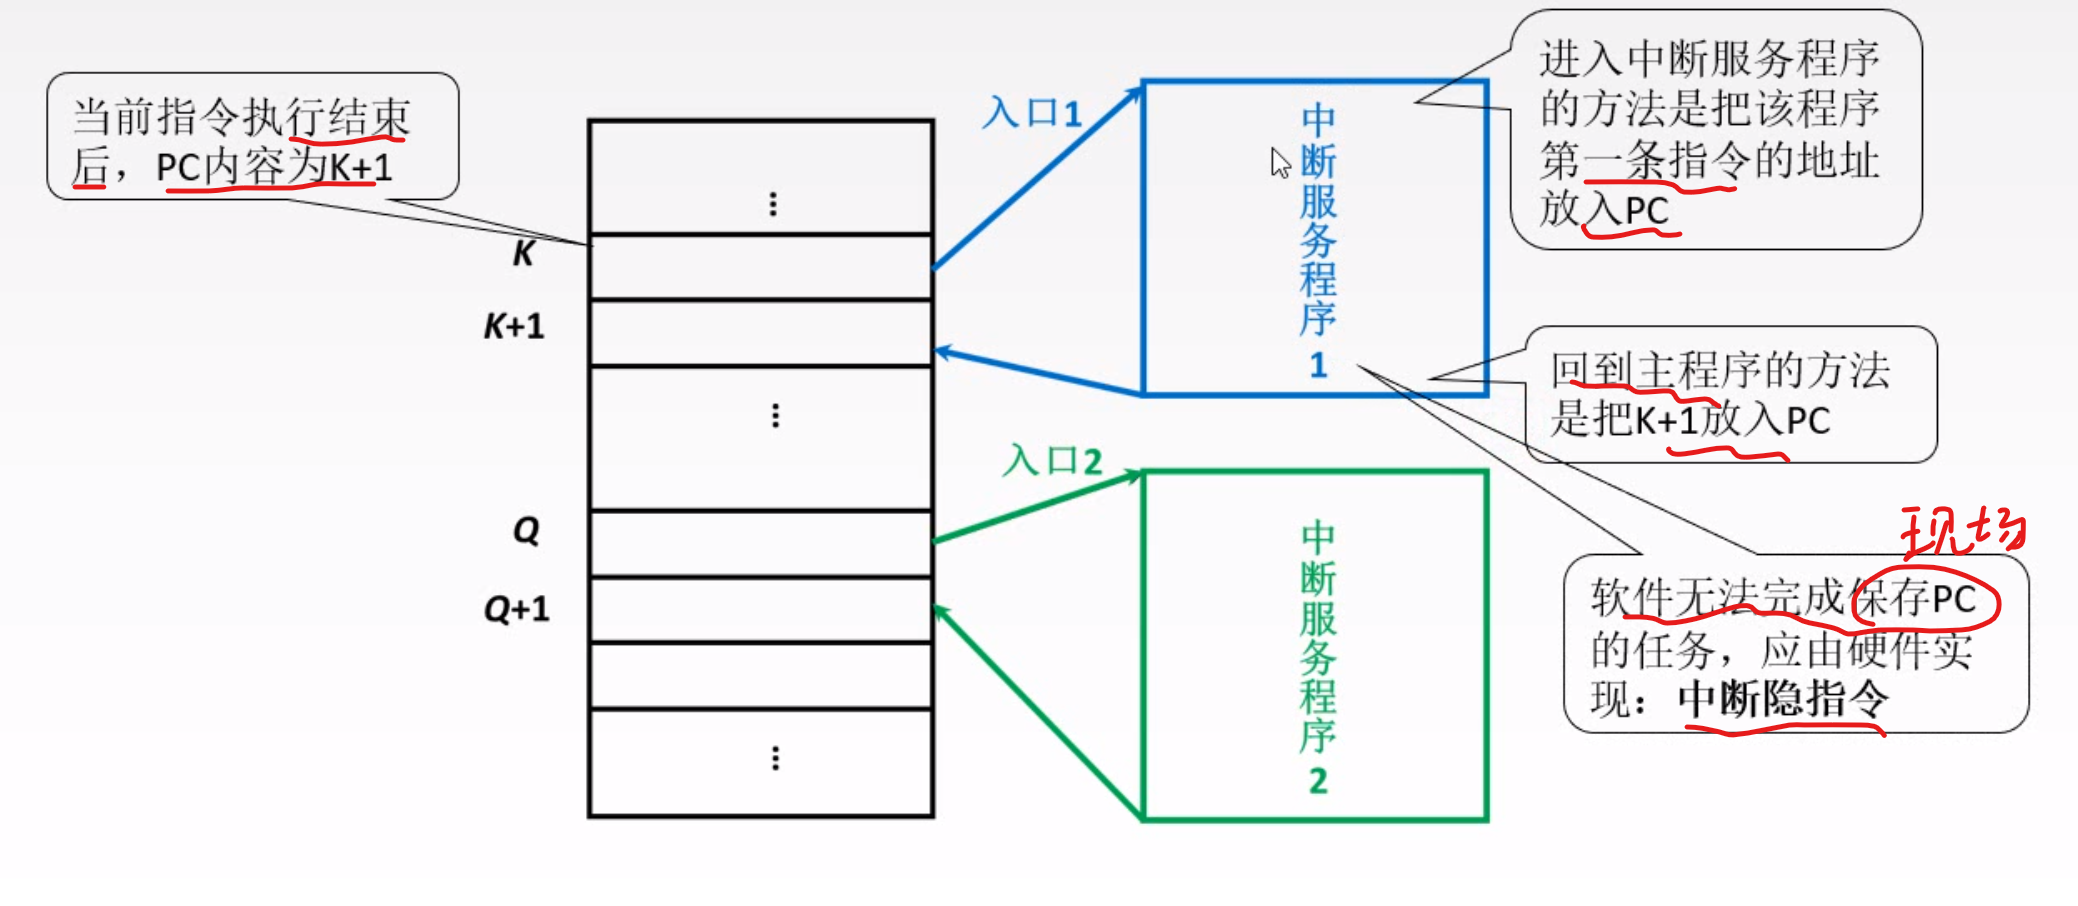 当前指令执行结束
后，PC内容为K+1
K
K+1
Q
Q+1
入口1
中断服务程序1
进入中断服务程序
的方法是把该程序
第一条指令的地址
放入PC
回到主程序的方法
是把K+1放入PC
入口2
中断服务程序2
现场
软件无法完成保存PC
的任务，应由硬件实
现：中断隐指令